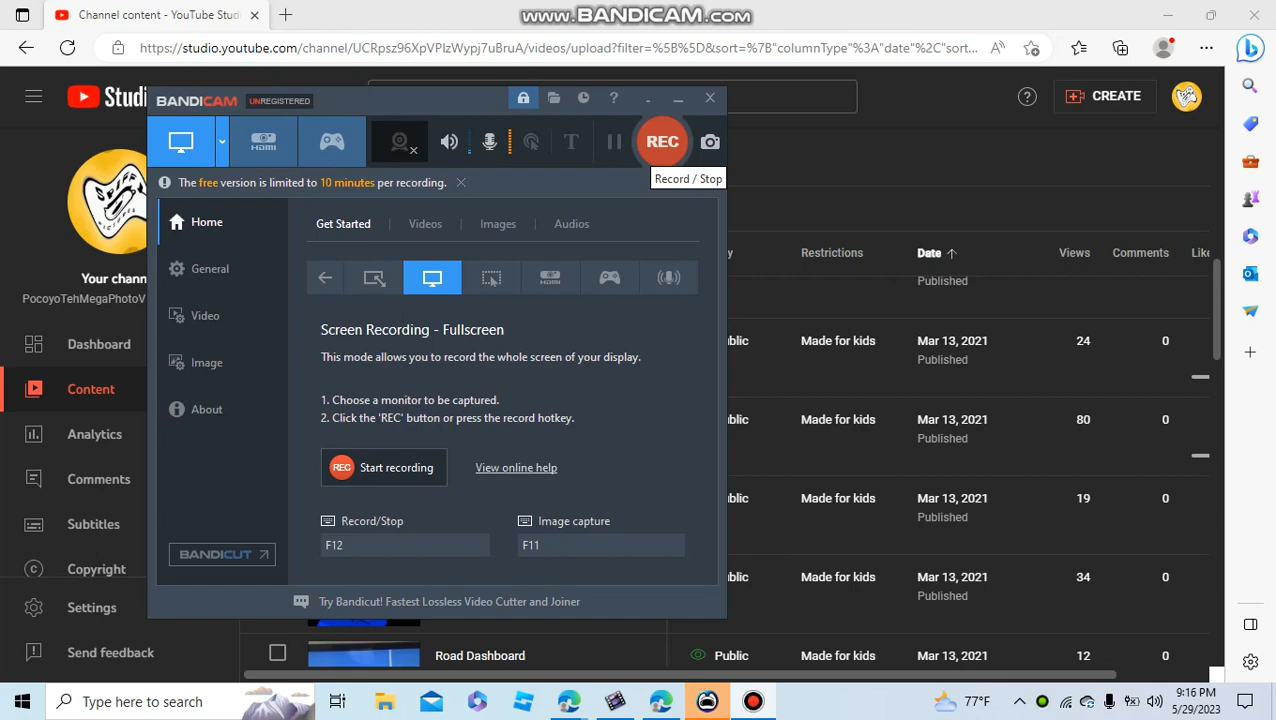 Channel content - YouTube Studi
www.BANDICAM.com
https://studio.youtube.com/channel/UCRpsz96XpVPIzWypj7uBruA/videos/upload?filter=%5B%5D&sort=%7B"columnType"%3A"date"%2C"sort...
Studi
CREATE
BANDICAM UNREGISTERED
HDMI
T
REC
Record / Stop
The free version is limited to 10 minutes per recording.
Home
General
Video
Image
About
BANDICUT
Get Started
Videos
Images
Audios
HDMI
Screen Recording - Fullscreen
This mode allows you to record the whole screen of your display.
1. Choose a monitor to be captured.
2. Click the 'REC' button or press the record hotkey.
REC Start recording
View online help
Record/Stop
F12
Image capture
F11
Try Bandicut! Fastest Lossless Video Cutter and Joiner
Your chann
PocoyoTehMegaPhotoV
Dashboard
Content
Analytics
Comments
Subtitles
Copyright
Settings
Send feedback
y Restrictions Date Views Comments Like
Published
blic Made for kids Mar 13, 2021 24 0
Published
blic Made for kids Mar 13, 2021 80 0
Published
blic Made for kids Mar 13, 2021 19 0
Published
blic Made for kids Mar 13, 2021 34 0
Published
Road Dashboard Public Made for kids Mar 13, 2021 12 0
Type here to search
77°F
9:16 PM
5/29/2023